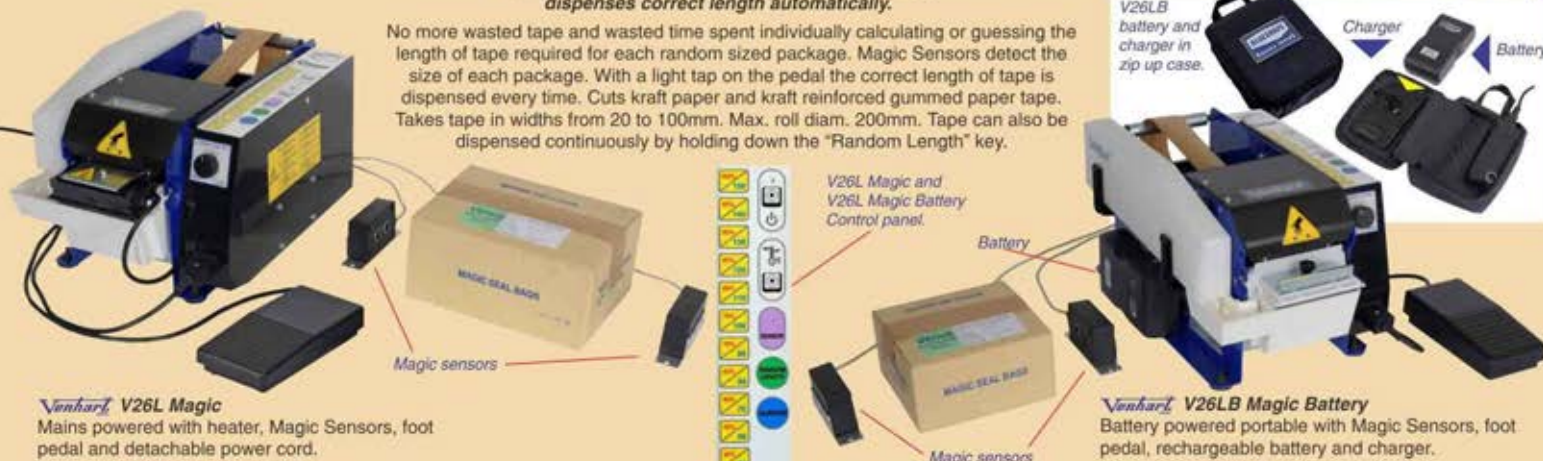 dispenses correct length automatically.
No more wasted tape and wasted time spent individually calculating or guessing the
length of tape required for each random sized package. Magic Sensors detect the
size of each package. With a light tap on the pedal the correct length of tape is
dispensed every time. Cuts kraft paper and kraft reinforced gummed paper tape.
Takes tape in widths from 20 to 100mm. Max. roll diam. 200mm. Tape can also be
dispensed continuously by holding down the “Random Length” key.
V26LB
battery and
charger in
zip up case.
Charger
Battery
V26L Magic and
V26L Magic Battery
Control panel.
Battery
MAGIC SEAL BAGS
Magic sensors
RANDOM
LENGTH
MAGIC SEAL BAGS
Magic sensors
Venhart V26L Magic
Mains powered with heater, Magic Sensors, foot
pedal and detachable power cord.
Venhart V26LB Magic Battery
Battery powered portable with Magic Sensors, foot
pedal, rechargeable battery and charger.